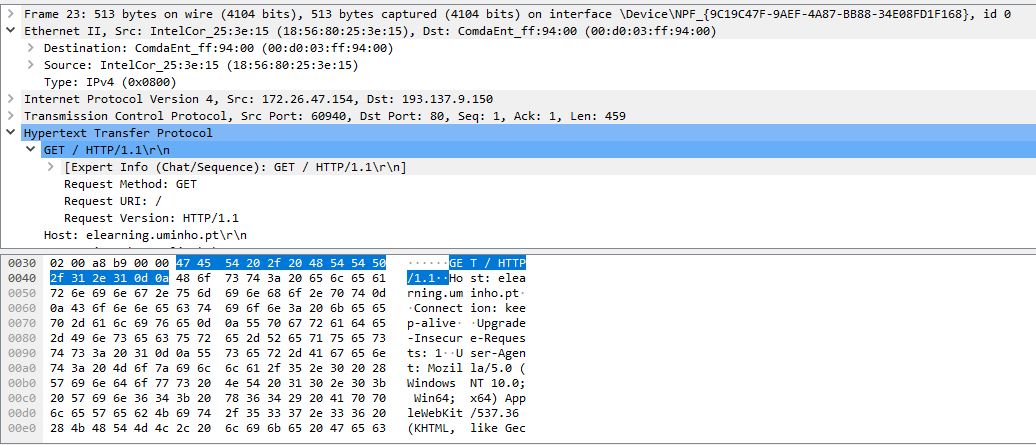 Frame 23: 513 bytes on wire (4104 bits), 513 bytes captured (4104 bits) on interface \Device\NPF_{9C19C47F-9AEF-4A87-BB88-34E08FD1F168}, id 0
Ethernet II, Src: IntelCor_25:3e:15 (18:56:80:25:3e:15), Dst: ComdaEnt_ff:94:00 (00:d0:03:ff:94:00)
Destination: ComdaEnt_ff:94:00 (00:d0:03:ff:94:00)
Source: IntelCor_25:3e:15 (18:56:80:25:3e:15)
Type: IPv4 (0x0800)
Internet Protocol Version 4, Src: 172.26.47.154, Dst: 193.137.9.150
Transmission Control Protocol, Src Port: 60940, Dst Port: 80, Seq: 1, Ack: 1, Len: 459
Hypertext Transfer Protocol
GET / HTTP/1.1\r\n
[Expert Info (Chat/Sequence): GET / HTTP/1.1\r\n]
Request Method: GET
Request URI: /
Request Version: HTTP/1.1
Host: elearning.uminho.pt\r\n
0030 02 00 a8 b9 00 00 47 45 54 20 2f 20 48 54 54 50 ······GE T / HTTP
0040 2f 31 2e 31 0d 0a 48 6f 73 74 3a 20 65 6c 65 61 /1.1··Ho st: elea
0050 72 6e 69 6e 67 2e 75 6d 69 6e 68 6f 2e 70 74 0d rning.um inho.pt·
0060 0a 43 6f 6e 6e 65 63 74 69 6f 6e 3a 20 6b 65 65 ·Connect ion: kee
0070 70 2d 61 6c 69 76 65 0d 0a 55 70 67 72 61 64 65 p-alive· ·Upgrade
0080 2d 49 6e 73 65 63 75 72 65 2d 52 65 71 75 65 73 -Insecur e-Reques
0090 74 73 3a 20 31 0d 0a 55 73 65 72 2d 41 67 65 6e ts: 1··U ser-Agen
00a0 74 3a 20 4d 6f 7a 69 6c 6c 61 2f 35 2e 30 20 28 t: Mozil la/5.0 (
00b0 57 69 6e 64 6f 77 73 20 4e 54 20 31 30 2e 30 3b Windows NT 10.0;
00c0 20 57 69 6e 36 34 3b 20 78 36 34 29 20 41 70 70 Win64; x64) App
00d0 6c 65 57 65 62 4b 69 74 2f 35 33 37 2e 33 36 20 leWebKit /537.36
00e0 28 4b 48 54 4d 4c 2c 20 6c 69 6b 65 20 47 65 63 (KHTML, like Gec